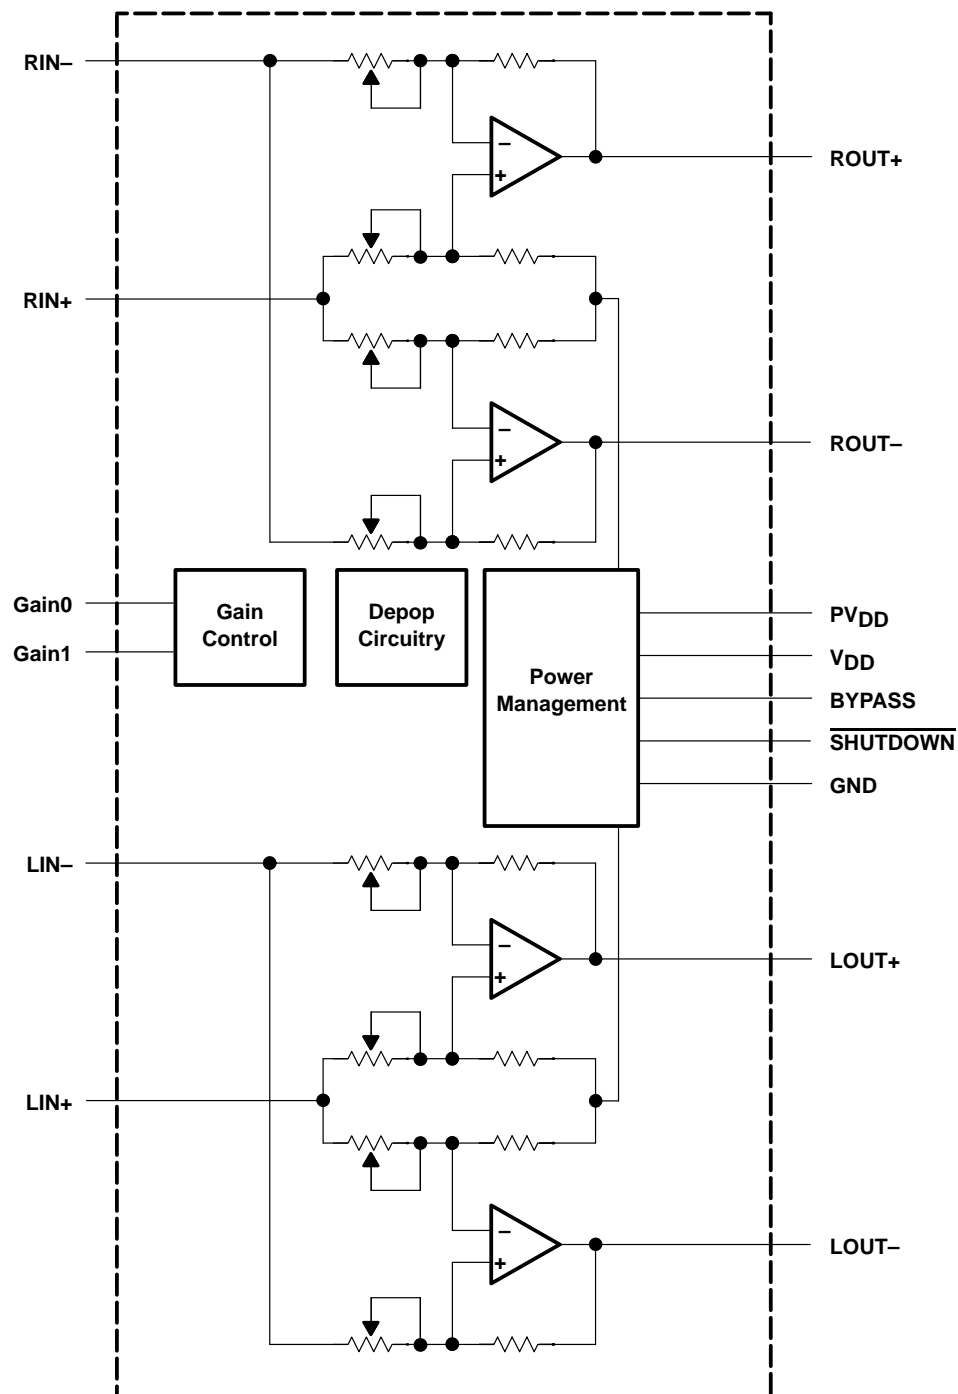 RIN–
−
+
ROUT+
RIN+
−
+
ROUT–
Gain0
Gain1
Gain
Control
Depop
Circuitry
Power
Management
PVDD
VDD
BYPASS
SHUTDOWN
GND
LIN–
−
+
LOUT+
LIN+
−
+
LOUT–